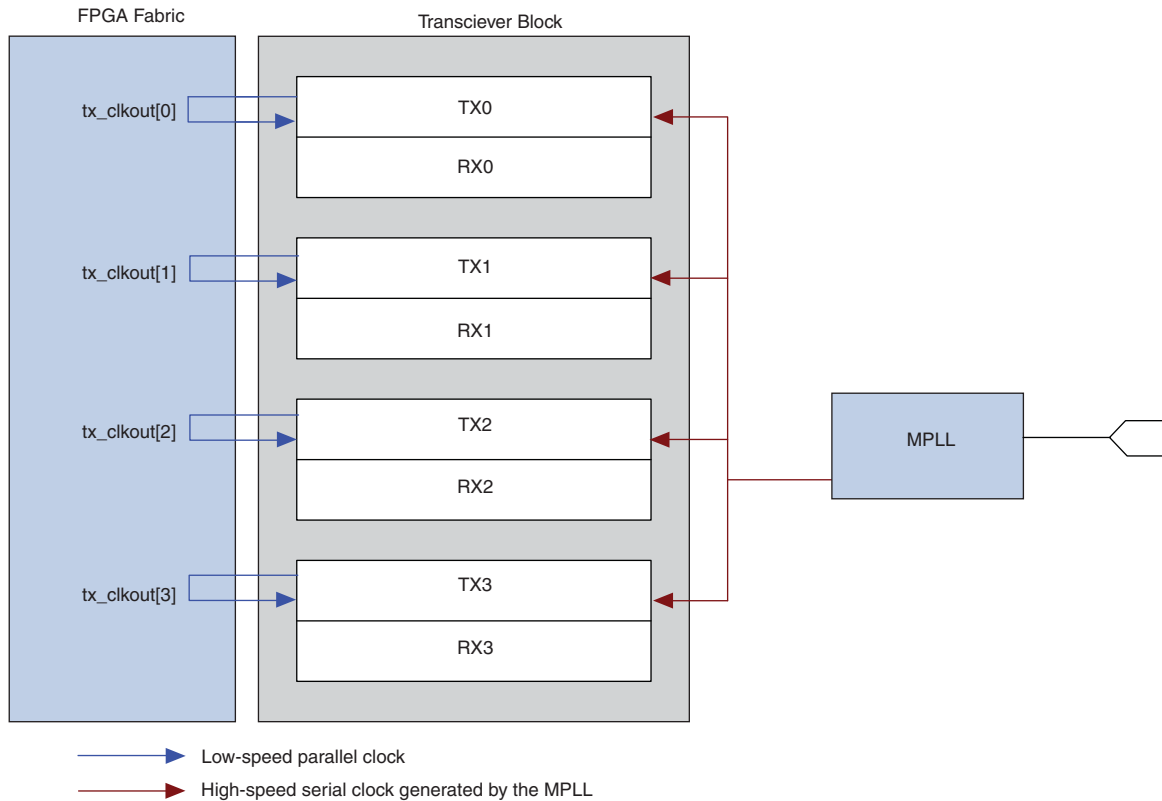 FPGA Fabric
Transciever Block
tx_clkout[0]
TX0
RX0
tx_clkout[1]
TX1
RX1
tx_clkout[2]
TX2
RX2
MPLL
tx_clkout[3]
TX3
RX3
Low-speed parallel clock
High-speed serial clock generated by the MPLL